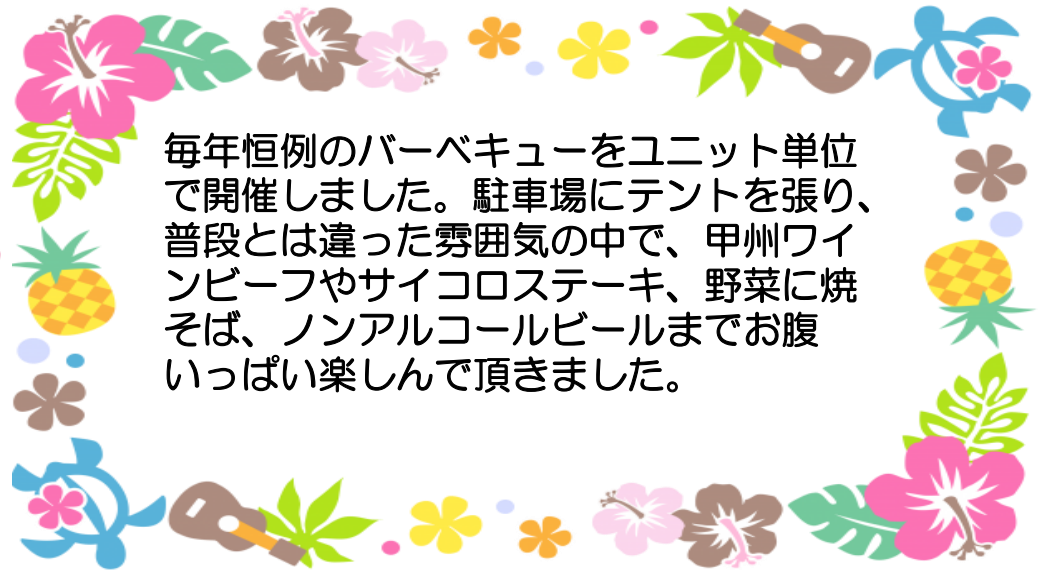 毎年恒例のバーベキューをユニット単位
で開催しました。駐車場にテントを張り、
普段とは違った雰囲気の中で、甲州ワイ
ンビーフやサイコロステーキ、野菜に焼
そば、ノンアルコールビールまでお腹
いっぱい楽しんで頂きました。